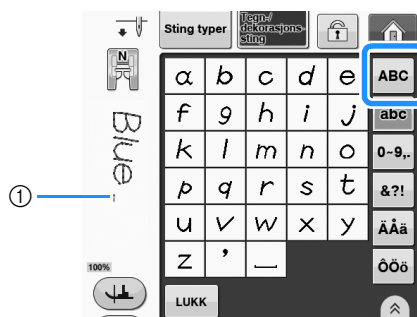 Sting typer
Tegn-/
dekorasjons-
sting
N
ABC
a b c d e
f g h i j
abc
k l m n o
0~9,.
p q r s t
&?!
u v w x y
ÄÅä
z ’ _
ÔÖö
Blue
①
100%
LUKK